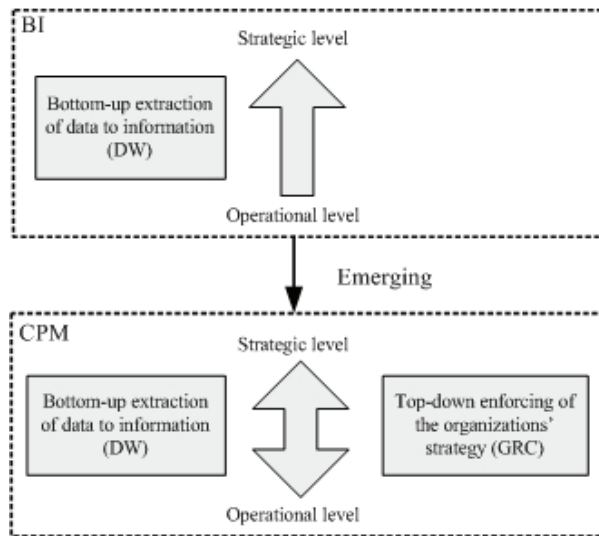 BI
Strategic level
Bottom-up extraction
of data to information
(DW)
Operational level
Emerging
CPM
Strategic level
Bottom-up extraction
of data to information
(DW)
Top-down enforcing of
the organizations'
strategy (GRC)
Operational level